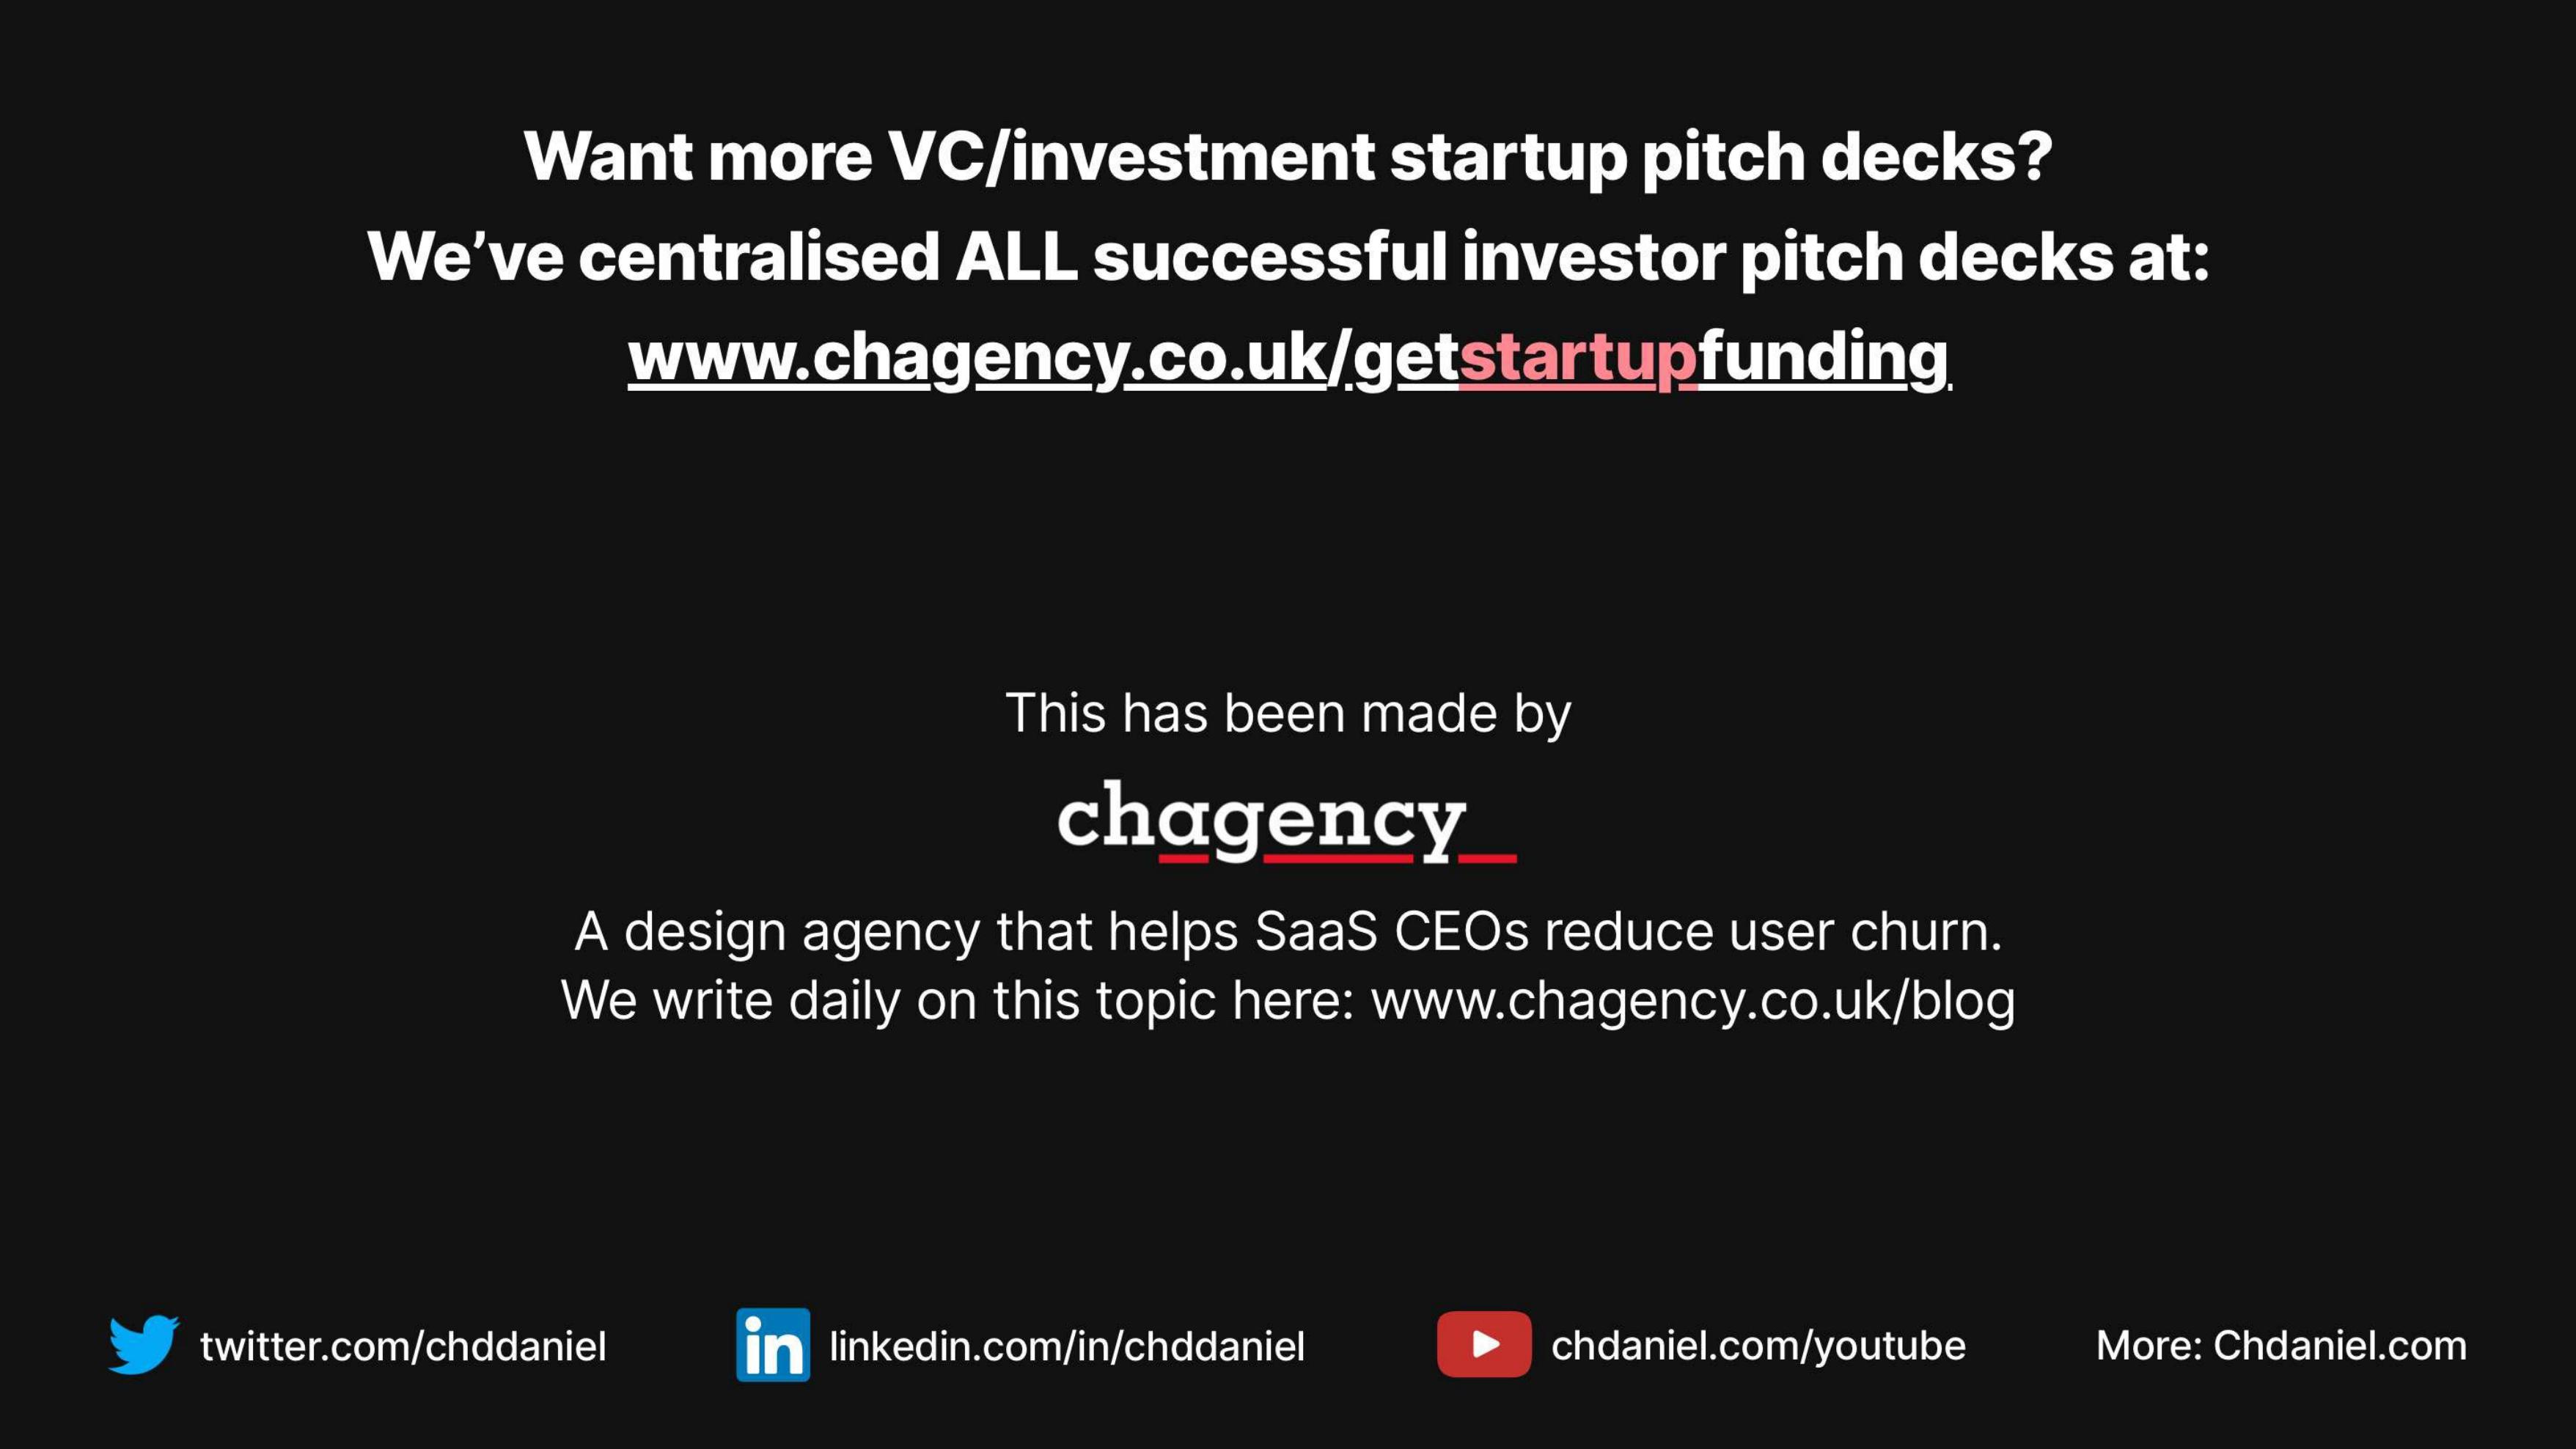 Want more VC/investment startup pitch decks?
We’ve centralised ALL successful investor pitch decks at:
www.chagency.co.uk/getstartupfunding
This has been made by
chagency_
A design agency that helps SaaS CEOs reduce user churn.
We write daily on this topic here: www.chagency.co.uk/blog
twitter.com/chddaniel
in linkedin.com/in/chddaniel
chdaniel.com/youtube
More: Chdaniel.com